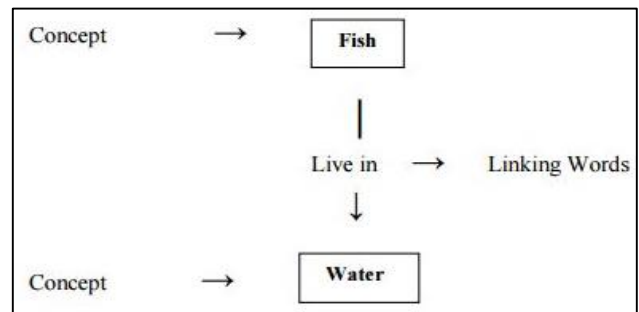 Concept → Fish
Live in → Linking Words
↓
Concept → Water